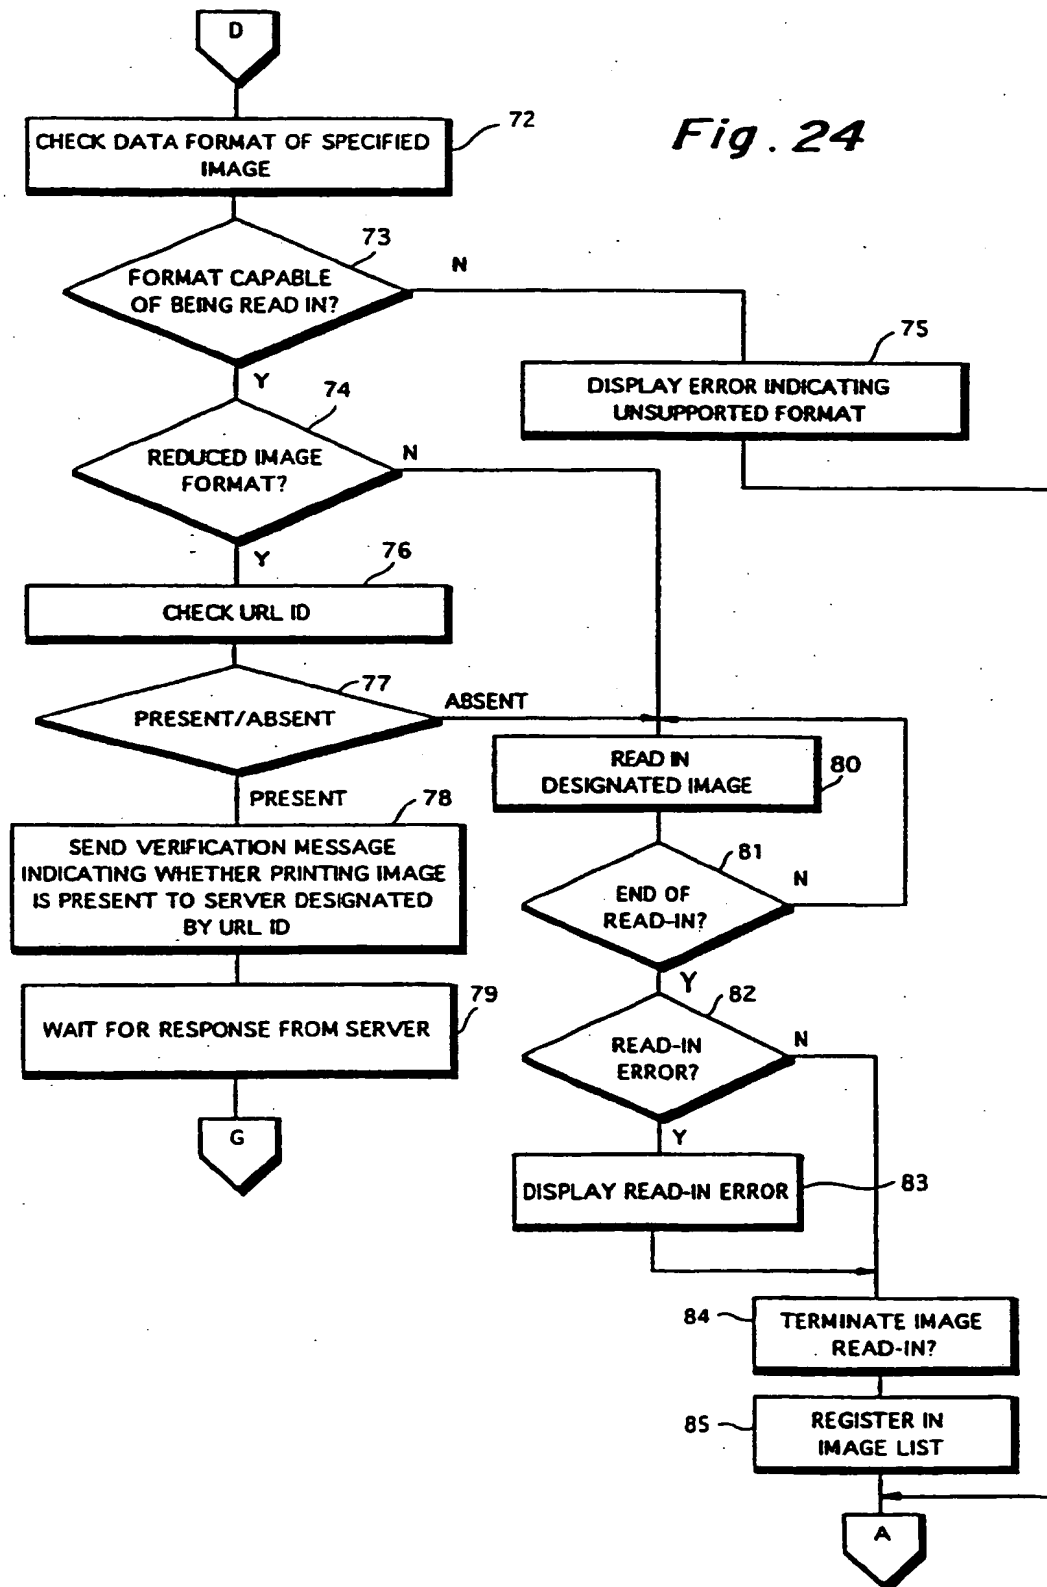 D
Fig. 24
72
CHECK DATA FORMAT OF SPECIFIED
IMAGE
73
N
FORMAT CAPABLE
OF BEING READ IN?
Y
75
DISPLAY ERROR INDICATING
UNSUPPORTED FORMAT
74
N
REDUCED IMAGE
FORMAT?
Y
76
CHECK URL ID
77
ABSENT
PRESENT/ABSENT
PRESENT
READ IN
DESIGNATED IMAGE
80
78
SEND VERIFICATION MESSAGE
INDICATING WHETHER PRINTING IMAGE
IS PRESENT TO SERVER DESIGNATED
BY URL ID
81
N
END OF
READ-IN?
Y
79
WAIT FOR RESPONSE FROM SERVER
82
N
READ-IN
ERROR?
Y
G
DISPLAY READ-IN ERROR
83
84
TERMINATE IMAGE
READ-IN?
85
REGISTER IN
IMAGE LIST
A